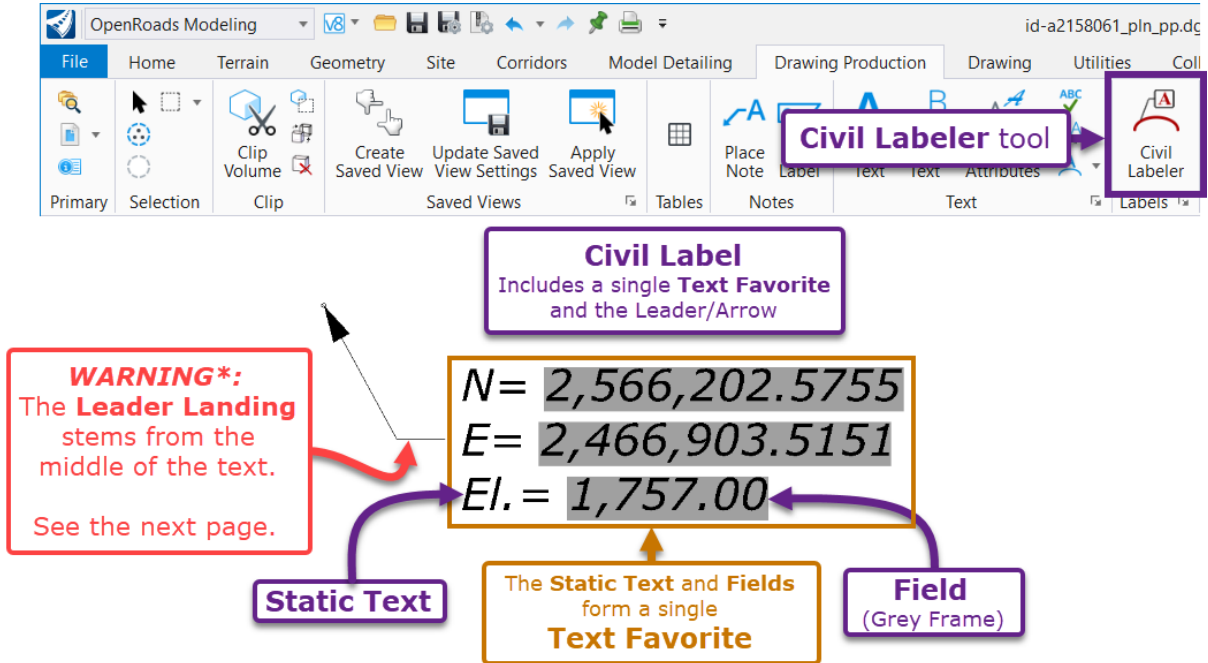 OpenRoads Modeling
V8
id-a2158061_pln_pp.dg
File Home Terrain Geometry Site Corridors Model Detailing Drawing Production Drawing Utilities Coll
Clip Volume
Create Saved View
Update Saved View Settings
Apply Saved View
Place Note
Label
Text
Text
Attributes
ABC
Civil Labeler
Primary Selection Clip Saved Views Tables Notes Text Labels
Civil Labeler tool
Civil Label
Includes a single Text Favorite
and the Leader/Arrow
WARNING*:
The Leader Landing
stems from the
middle of the text.
See the next page.
N= 2,566,202.5755
E= 2,466,903.5151
El.= 1,757.00
Static Text
The Static Text and Fields
form a single
Text Favorite
Field
(Grey Frame)